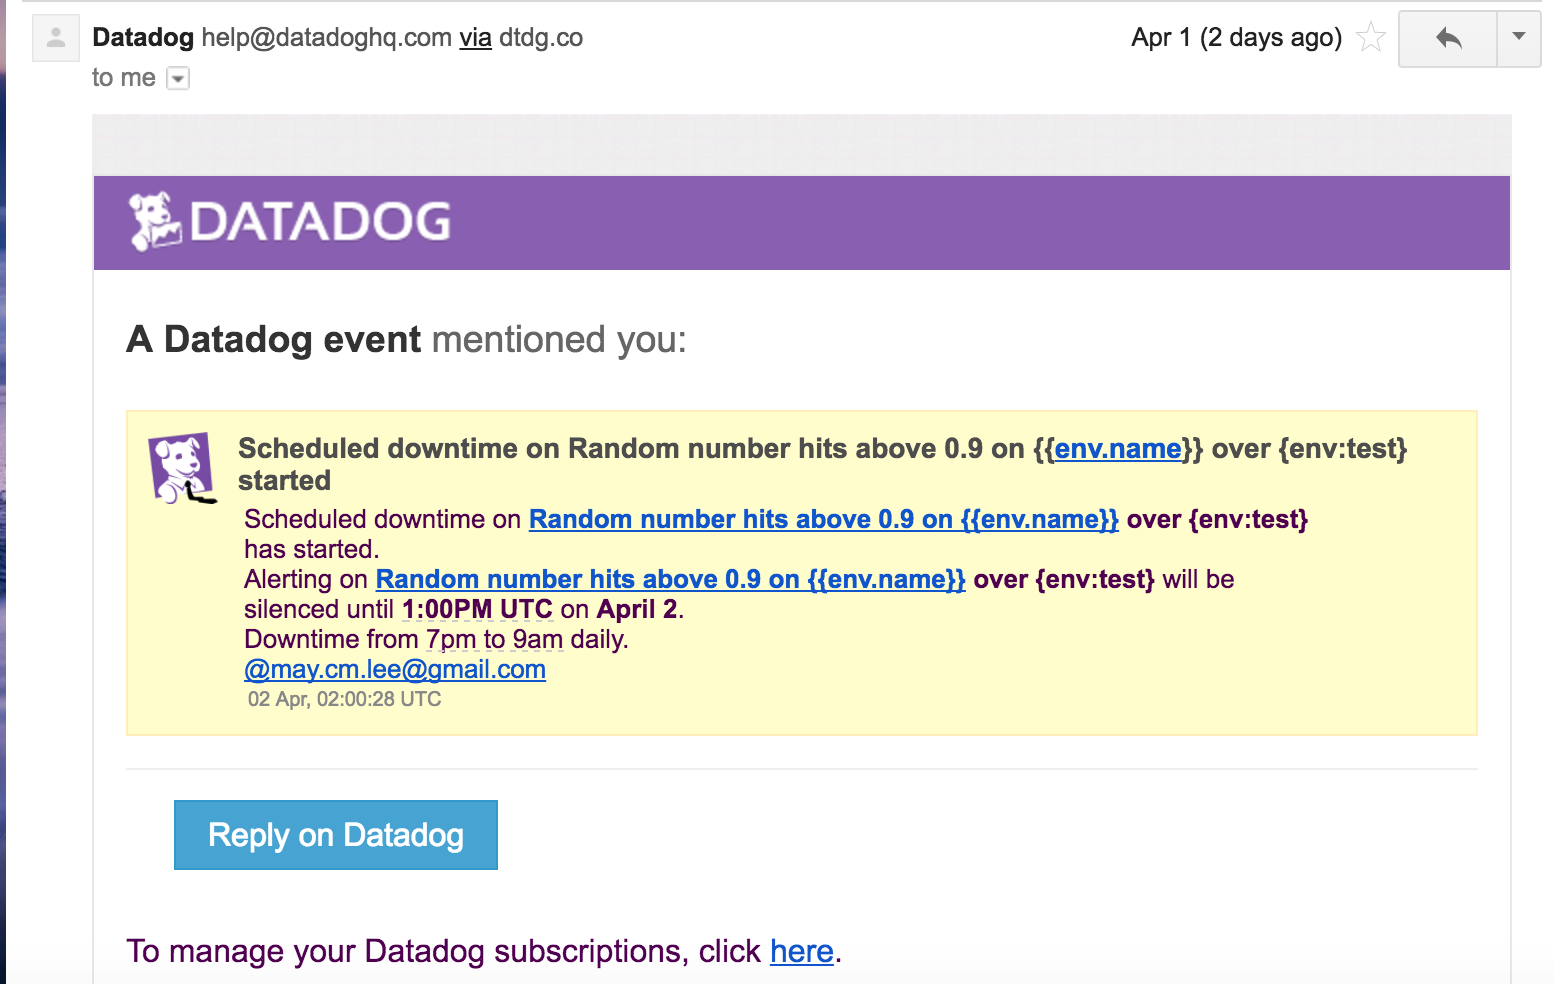 Datadog help@datadoghq.com via dtdg.co
Apr 1 (2 days ago)
to me
DATADOG
A Datadog event mentioned you:
Scheduled downtime on Random number hits above 0.9 on {{env.name}} over {env:test}
started
Scheduled downtime on Random number hits above 0.9 on {{env.name}} over {env:test}
has started.
Alerting on Random number hits above 0.9 on {{env.name}} over {env:test} will be
silenced until 1:00PM UTC on April 2.
Downtime from 7pm to 9am daily.
@may.cm.lee@gmail.com
02 Apr, 02:00:28 UTC
Reply on Datadog
To manage your Datadog subscriptions, click here.